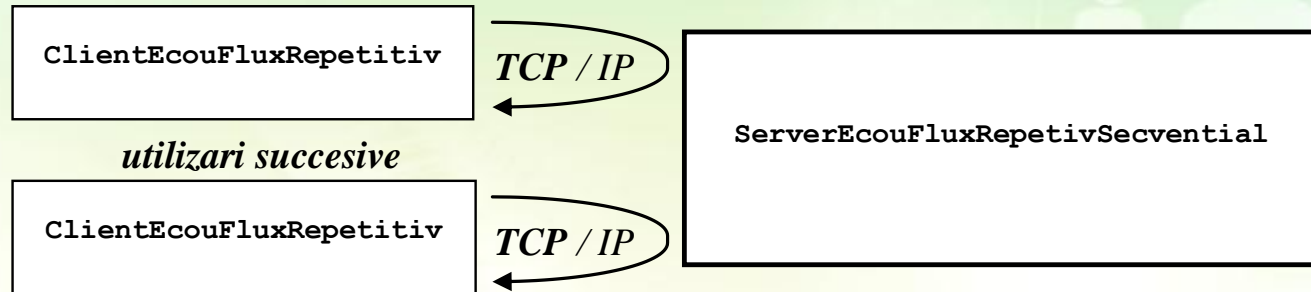 ClientEcouFluxRepetitiv
TCP / IP
ServerEcouFluxRepetivSecvential
utilizari succesive
ClientEcouFluxRepetitiv
TCP / IP